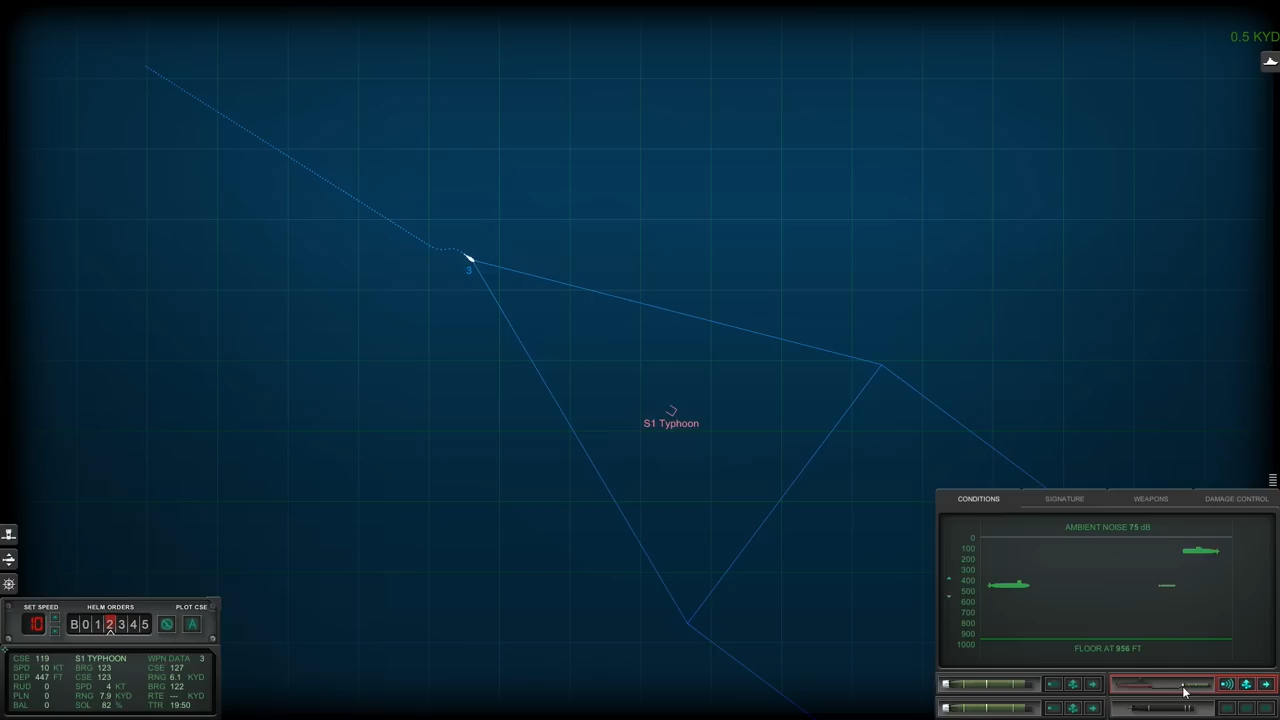 0.5 KYD
3
S1 Typhoon
CONDITIONS SIGNATURE WEAPONS DAMAGE CONTROL
AMBIENT NOISE 75 dB
0
100
200
300
400
500
600
700
800
900
1000
FLOOR AT 956 FT
SET SPEED HELM ORDERS PLOT CSE
10 B 0 1 2 3 4 5 A
CSE 119 S1 TYPHOON WPN DATA 3
SPD 10 KT BRG 123 CSE 127
DEP 447 FT CSE 123 RNG 6.1 KYD
RUD 0 SPD 4 KT BRG 122
PLN 0 RNG 7.9 KYD RTE --- KYD
BAL 0 SOL 82 % TTR 19:50